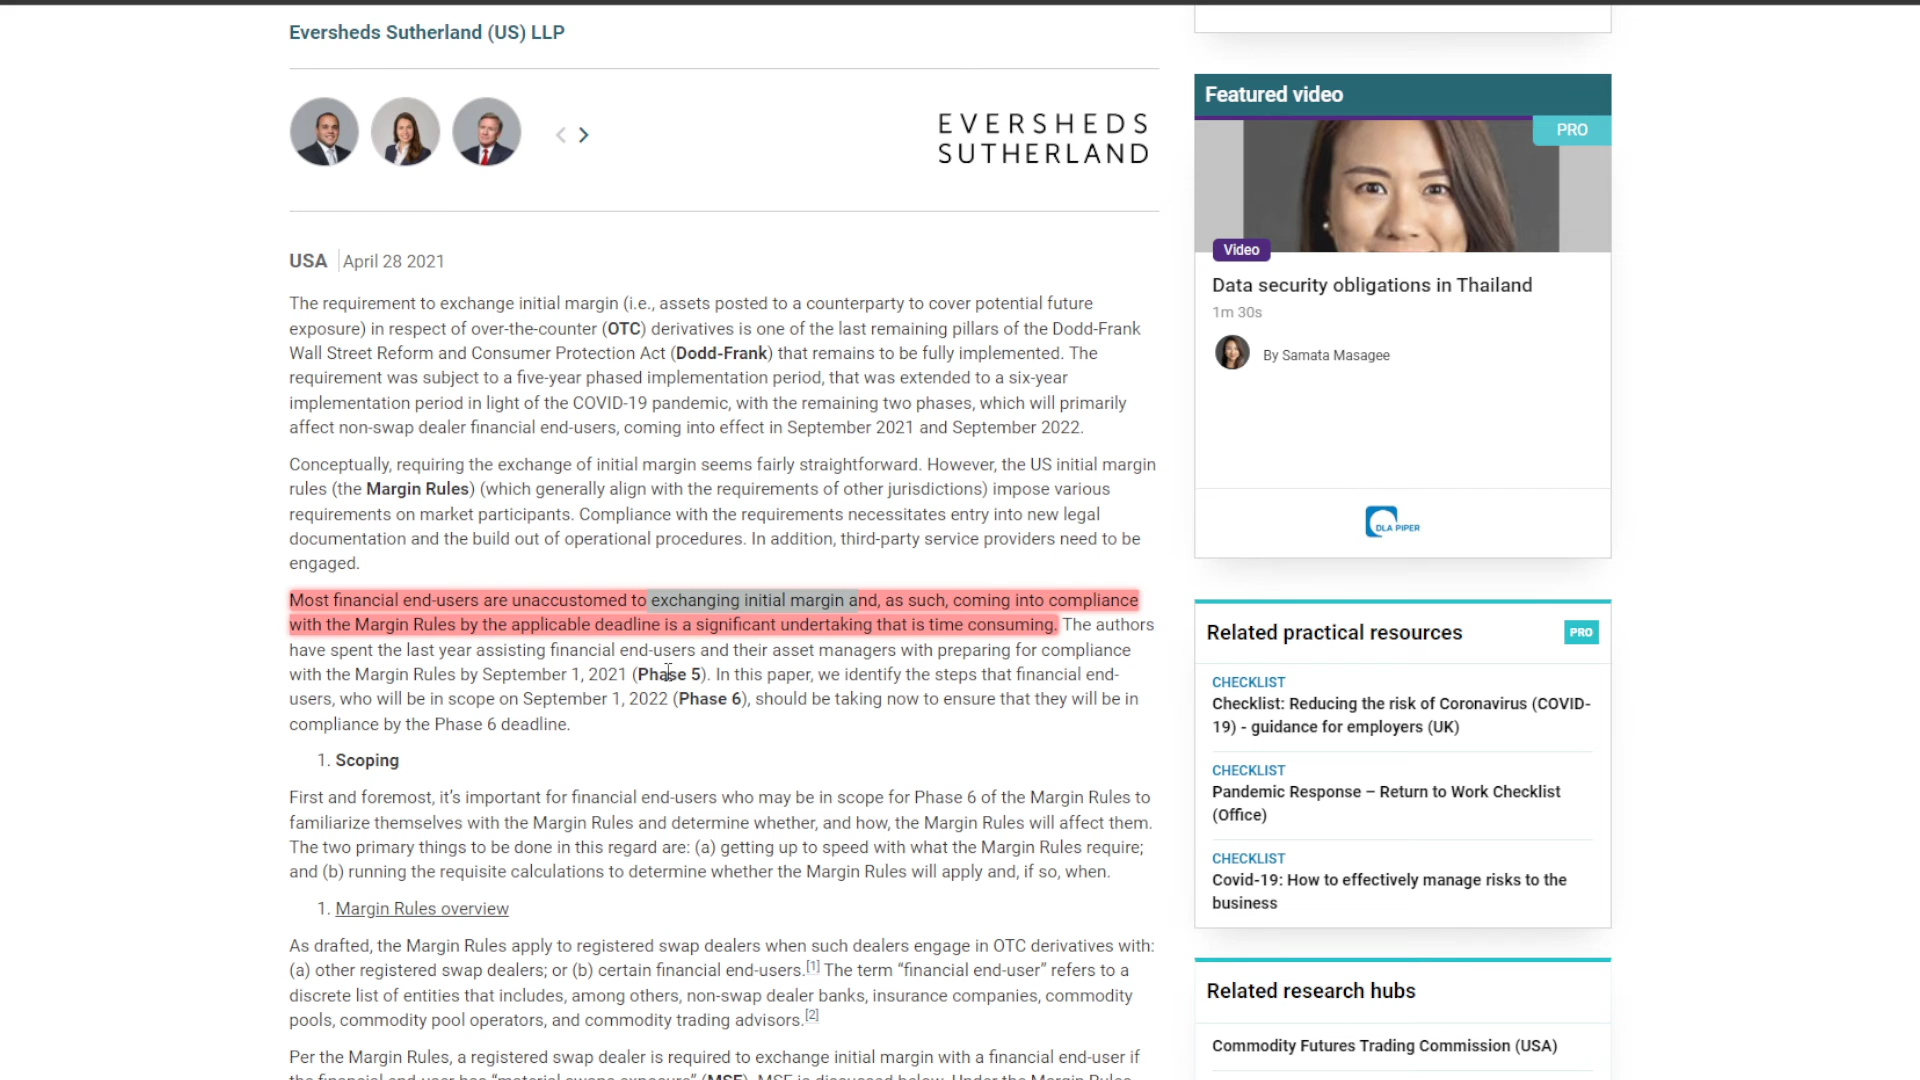 Eversheds Sutherland (US) LLP
EVERSHEDS
SUTHERLAND
USA April 28 2021
The requirement to exchange initial margin (i.e., assets posted to a counterparty to cover potential future
exposure) in respect of over-the-counter (OTC) derivatives is one of the last remaining pillars of the Dodd-Frank
Wall Street Reform and Consumer Protection Act (Dodd-Frank) that remains to be fully implemented. The
requirement was subject to a five-year phased implementation period, that was extended to a six-year
implementation period in light of the COVID-19 pandemic, with the remaining two phases, which will primarily
affect non-swap dealer financial end-users, coming into effect in September 2021 and September 2022.
Conceptually, requiring the exchange of initial margin seems fairly straightforward. However, the US initial margin
rules (the Margin Rules) (which generally align with the requirements of other jurisdictions) impose various
requirements on market participants. Compliance with the requirements necessitates entry into new legal
documentation and the build out of operational procedures. In addition, third-party service providers need to be
engaged.
Most financial end-users are unaccustomed to exchanging initial margin and, as such, coming into compliance
with the Margin Rules by the applicable deadline is a significant undertaking that is time consuming. The authors
have spent the last year assisting financial end-users and their asset managers with preparing for compliance
with the Margin Rules by September 1, 2021 (Phase 5). In this paper, we identify the steps that financial end-
users, who will be in scope on September 1, 2022 (Phase 6), should be taking now to ensure that they will be in
compliance by the Phase 6 deadline.
1. Scoping
First and foremost, it's important for financial end-users who may be in scope for Phase 6 of the Margin Rules to
familiarize themselves with the Margin Rules and determine whether, and how, the Margin Rules will affect them.
The two primary things to be done in this regard are: (a) getting up to speed with what the Margin Rules require;
and (b) running the requisite calculations to determine whether the Margin Rules will apply and, if so, when.
1. Margin Rules overview
As drafted, the Margin Rules apply to registered swap dealers when such dealers engage in OTC derivatives with:
(a) other registered swap dealers; or (b) certain financial end-users.[1] The term “financial end-user” refers to a
discrete list of entities that includes, among others, non-swap dealer banks, insurance companies, commodity
pools, commodity pool operators, and commodity trading advisors.[2]
Per the Margin Rules, a registered swap dealer is required to exchange initial margin with a financial end-user if
the financial end-user has “material swaps exposure” (MSE). MSE is discussed below. Under the Margin Rules
Featured video
PRO
Video
Data security obligations in Thailand
1m 30s
By Samata Masagee
DLA PIPER
Related practical resources PRO
CHECKLIST
Checklist: Reducing the risk of Coronavirus (COVID-
19) - guidance for employers (UK)
CHECKLIST
Pandemic Response – Return to Work Checklist
(Office)
CHECKLIST
Covid-19: How to effectively manage risks to the
business
Related research hubs
Commodity Futures Trading Commission (USA)